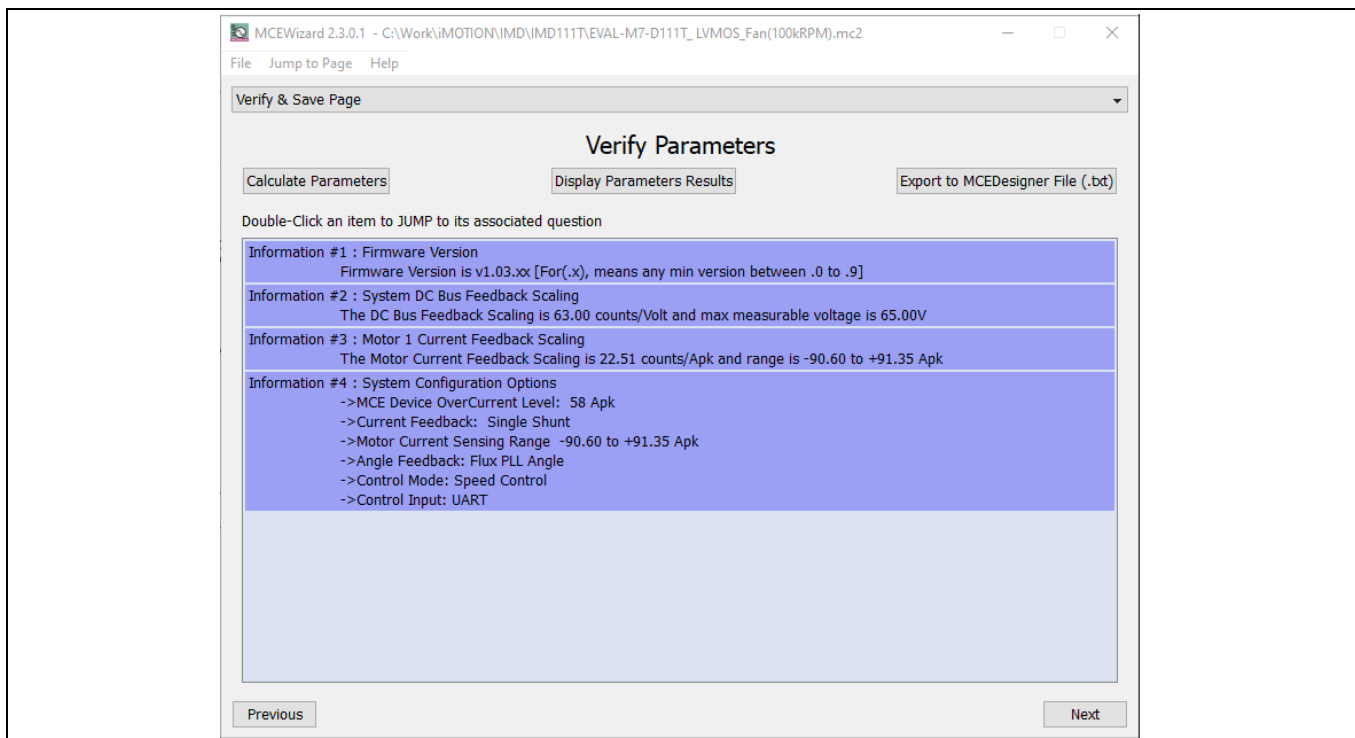 MCEWizard 2.3.0.1 - C:\Work\iMOTION\IMD\IMD111T\EVAL-M7-D111T_ LVMOS_Fan(100kRPM).mc2
File Jump to Page Help
Verify & Save Page
Verify Parameters
Calculate Parameters Display Parameters Results Export to MCEDesigner File (.txt)
Double-Click an item to JUMP to its associated question
Information #1 : Firmware Version
Firmware Version is v1.03.xx [For(.x), means any min version between .0 to .9]
Information #2 : System DC Bus Feedback Scaling
The DC Bus Feedback Scaling is 63.00 counts/Volt and max measurable voltage is 65.00V
Information #3 : Motor 1 Current Feedback Scaling
The Motor Current Feedback Scaling is 22.51 counts/Apk and range is -90.60 to +91.35 Apk
Information #4 : System Configuration Options
->MCE Device OverCurrent Level: 58 Apk
->Current Feedback: Single Shunt
->Motor Current Sensing Range -90.60 to +91.35 Apk
->Angle Feedback: Flux PLL Angle
->Control Mode: Speed Control
->Control Input: UART
Previous Next